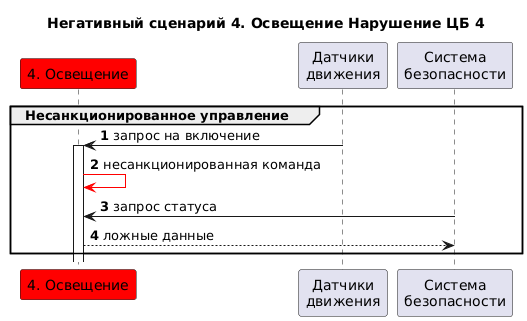 Негативный сценарий 4. Освещение Нарушение ЦБ 4
4. Освещение
Датчики
движения
Система
безопасности
Несанкционированное управление
1 запрос на включение
2 несанкционированная команда
3 запрос статуса
4 ложные данные
4. Освещение
Датчики
движения
Система
безопасности